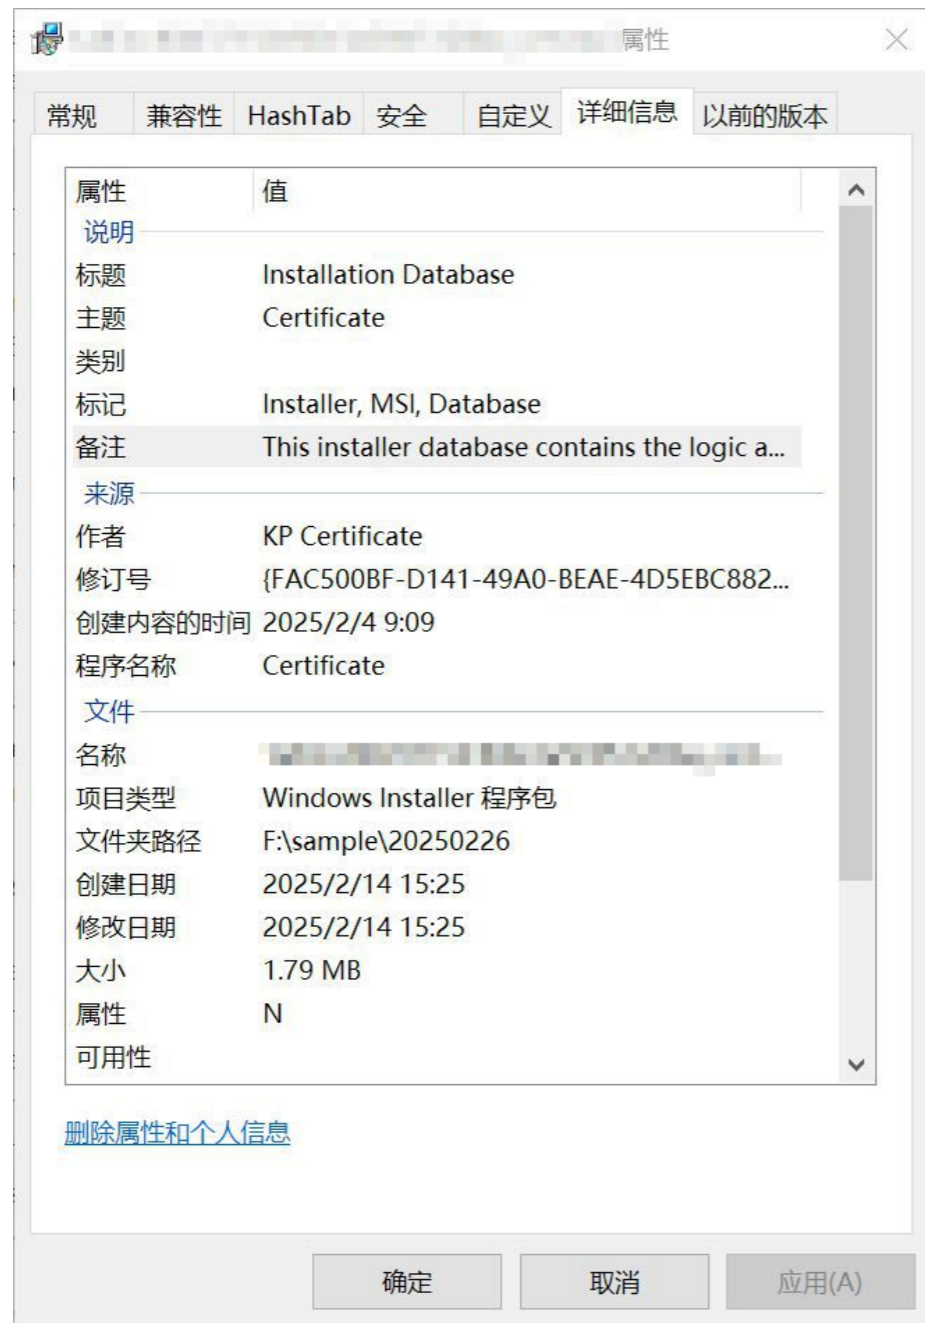 属性
常规 兼容性 HashTab 安全 自定义 详细信息 以前的版本
属性 值
说明
标题 Installation Database
主题 Certificate
类别
标记 Installer, MSI, Database
备注 This installer database contains the logic a...
来源
作者 KP Certificate
修订号 {FAC500BF-D141-49A0-BEAE-4D5EBC882...
创建内容的时间 2025/2/4 9:09
程序名称 Certificate
文件
名称
项目类型 Windows Installer 程序包
文件夹路径 F:\sample\20250226
创建日期 2025/2/14 15:25
修改日期 2025/2/14 15:25
大小 1.79 MB
属性 N
可用性
删除属性和个人信息
确定 取消 应用(A)